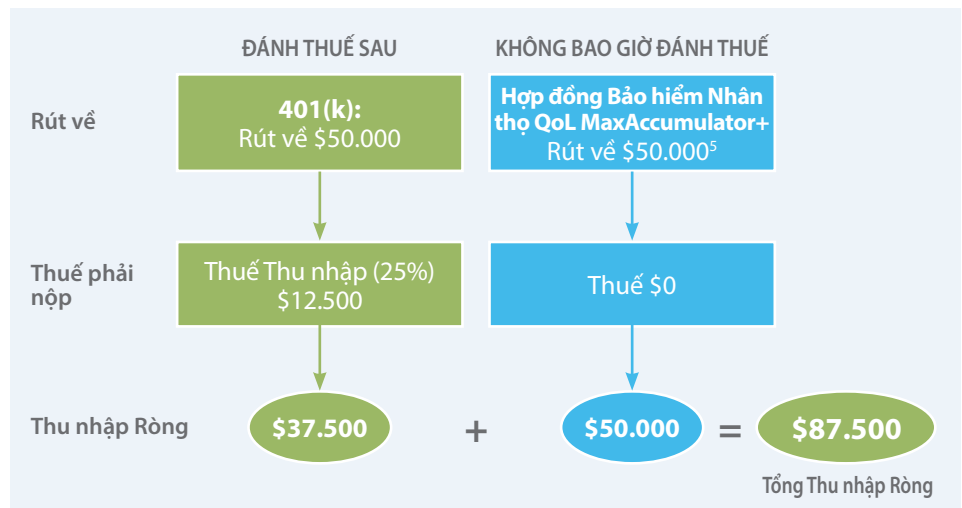 ĐÁNH THUẾ SAU
KHÔNG BAO GIỜ ĐÁNH THUẾ
Rút về
401(k):
Rút về $50.000
Hợp đồng Bảo hiểm Nhân
thọ QoL MaxAccumulator+
Rút về $50.000⁵
Thuế phải
nộp
Thuế Thu nhập (25%)
$12.500
Thuế $0
Thu nhập Ròng
$37.500
+
$50.000
=
$87.500
Tổng Thu nhập Ròng